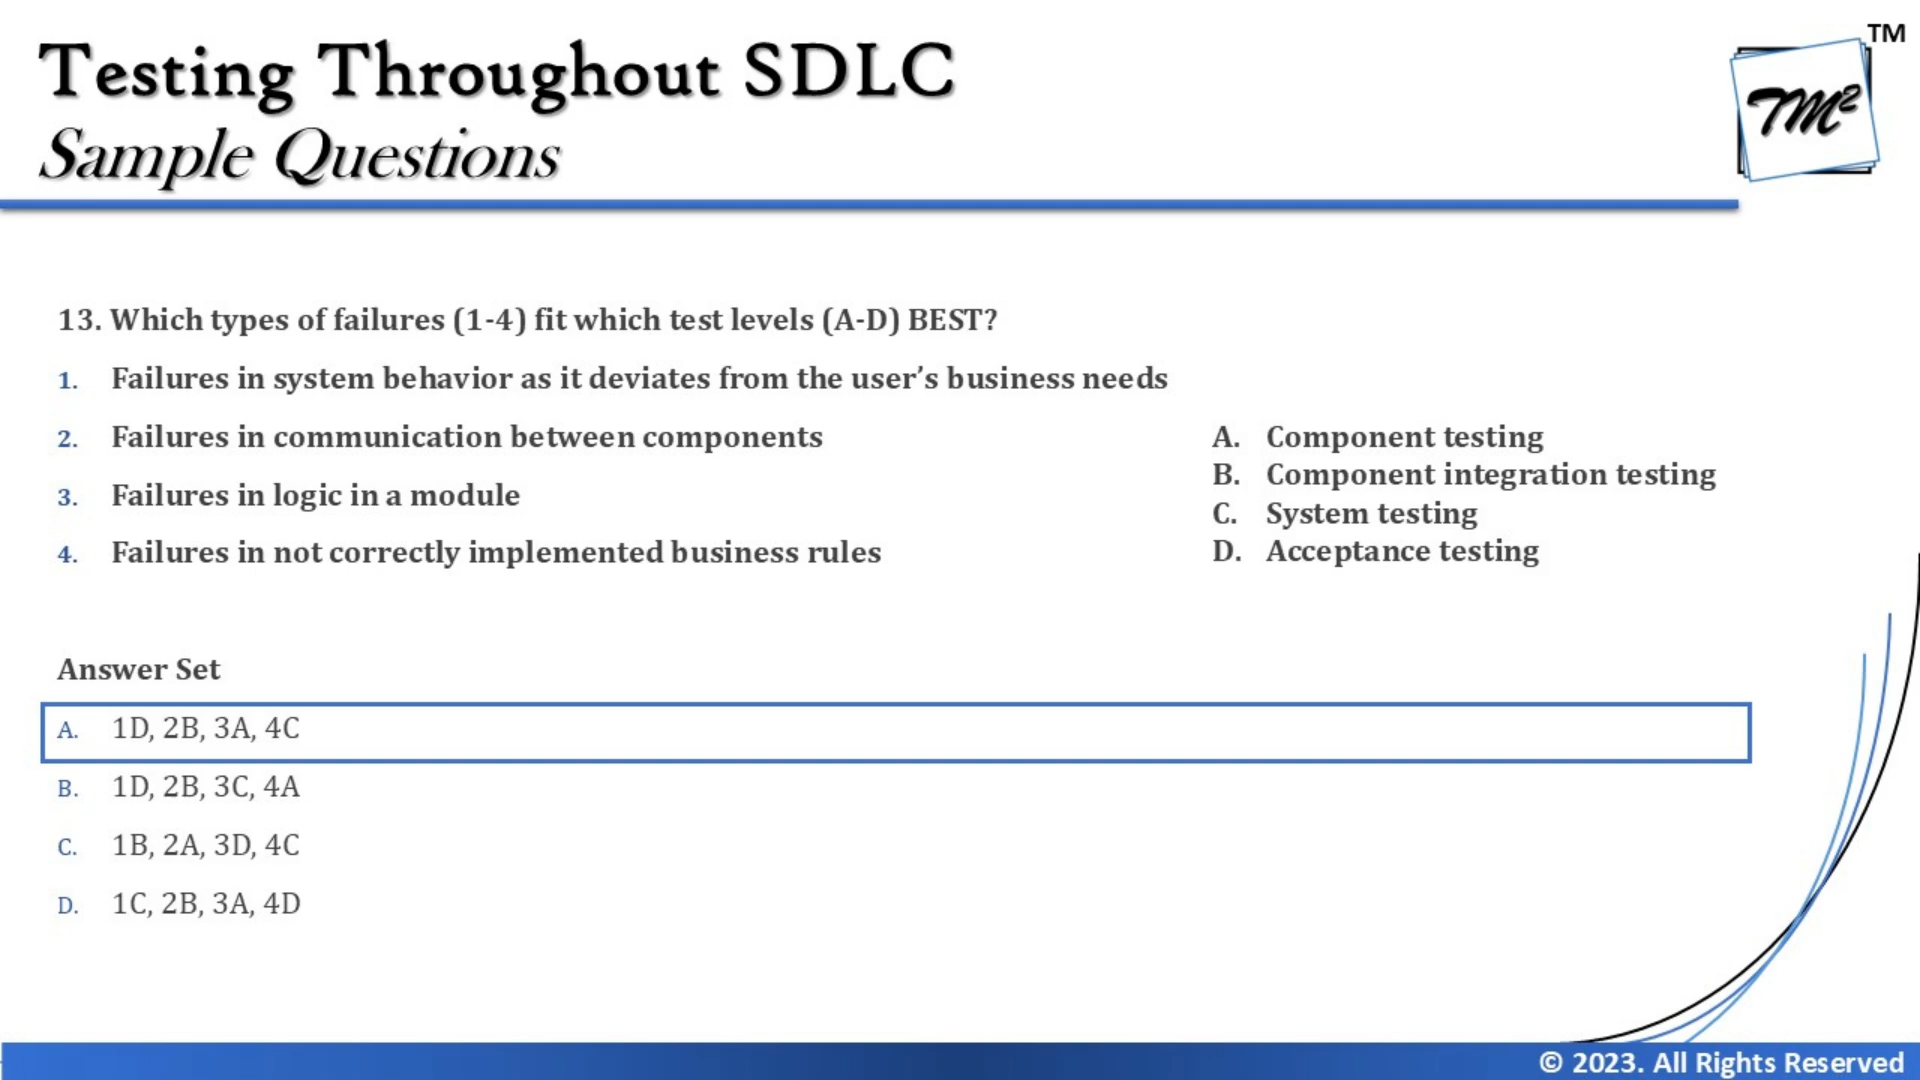 Testing Throughout SDLC
Sample Questions
TM
TM²
13. Which types of failures (1-4) fit which test levels (A-D) BEST?
1. Failures in system behavior as it deviates from the user’s business needs
2. Failures in communication between components
3. Failures in logic in a module
4. Failures in not correctly implemented business rules
A. Component testing
B. Component integration testing
C. System testing
D. Acceptance testing
Answer Set
A. 1D, 2B, 3A, 4C
B. 1D, 2B, 3C, 4A
C. 1B, 2A, 3D, 4C
D. 1C, 2B, 3A, 4D
© 2023. All Rights Reserved